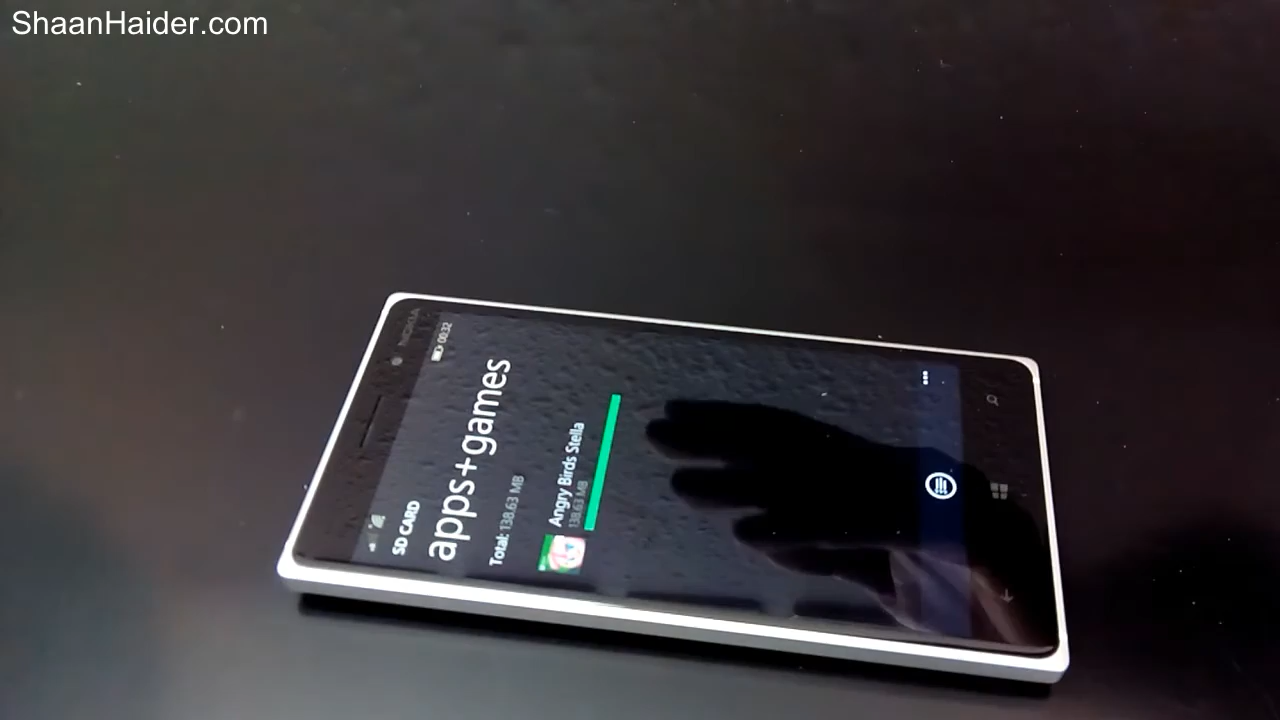 ShaanHaider.com
NOKIA
00:32
SD CARD
apps+games
Total: 138.63 MB
Angry Birds Stella
138.63 MB